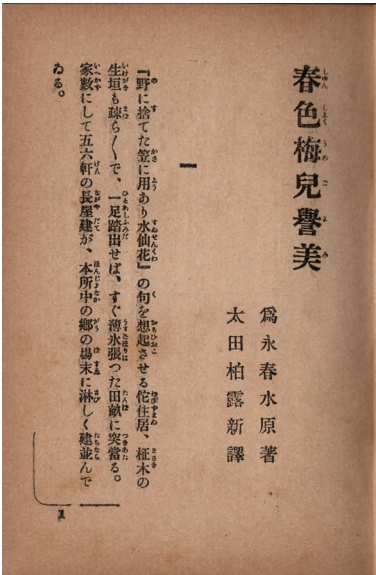 春色梅兒譽美
爲永春水原著
太田柏露新譯
一
『野に捨てた笠に用あり水仙花』の句を想起させる侘住居、柾木の
生垣も疎ら〳〵で、一足踏出せば、すぐ薄氷張つた田畝に突當る。
家數にして五六軒の長屋建が、本所中の郷の場末に淋しく建並んで
ゐる。
1